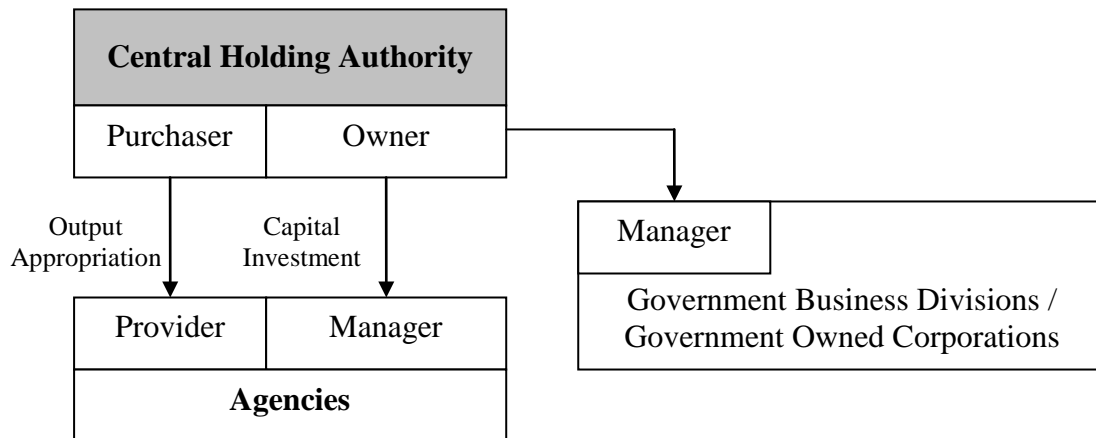 Central Holding Authority
Purchaser
Owner
Output
Appropriation
Capital
Investment
Manager
Government Business Divisions /
Government Owned Corporations
Provider
Manager
Agencies